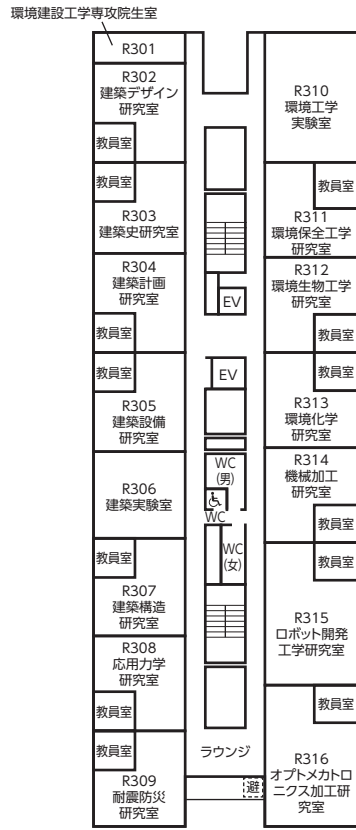 環境建設工学専攻院生室
R301
R302
建築デザイン
研究室
教員室
教員室
R303
建築史研究室
R304
建築計画
研究室
教員室
教員室
R305
建築設備
研究室
R306
建築実験室
教員室
R307
建築構造
研究室
R308
応用力学
研究室
教員室
教員室
R309
耐震防災
研究室
EV
EV
WC
(男)
WC
WC
(女)
ラウンジ
避
R310
環境工学
実験室
教員室
R311
環境保全工学
研究室
R312
環境生物工学
研究室
教員室
教員室
R313
環境化学
研究室
R314
機械加工
研究室
教員室
教員室
R315
ロボット開発
工学研究室
教員室
R316
オプトメカトロ
ニクス加工研
究室